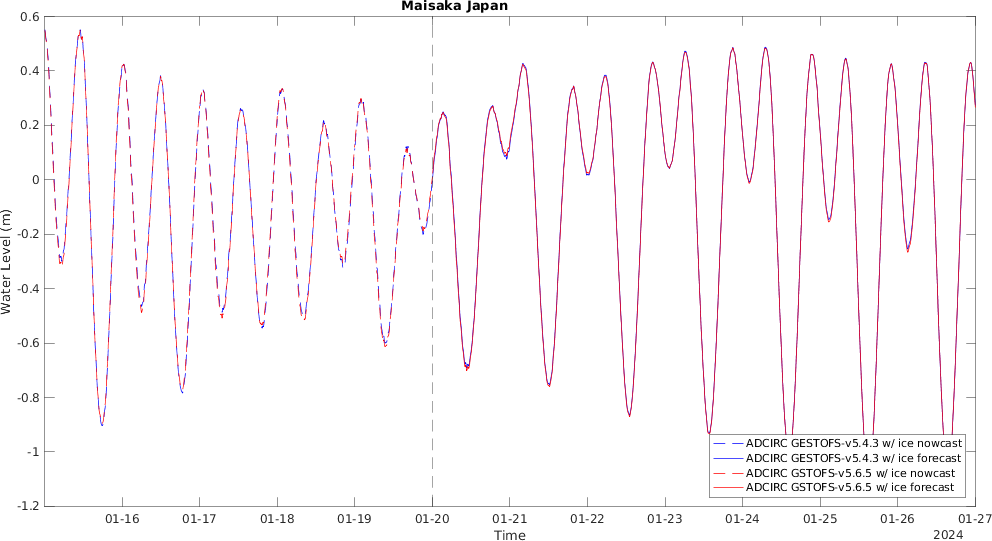 Maisaka Japan
0.6
0.4
0.2
0
-0.2
-0.4
-0.6
-0.8
-1
-1.2
Water Level (m)
ADCIRC GESTOFS-v5.4.3 w/ ice nowcast
ADCIRC GESTOFS-v5.4.3 w/ ice forecast
ADCIRC GSTOFS-v5.6.5 w/ ice nowcast
ADCIRC GSTOFS-v5.6.5 w/ ice forecast
01-16 01-17 01-18 01-19 01-20 01-21 01-22 01-23 01-24 01-25 01-26 01-27
Time
2024